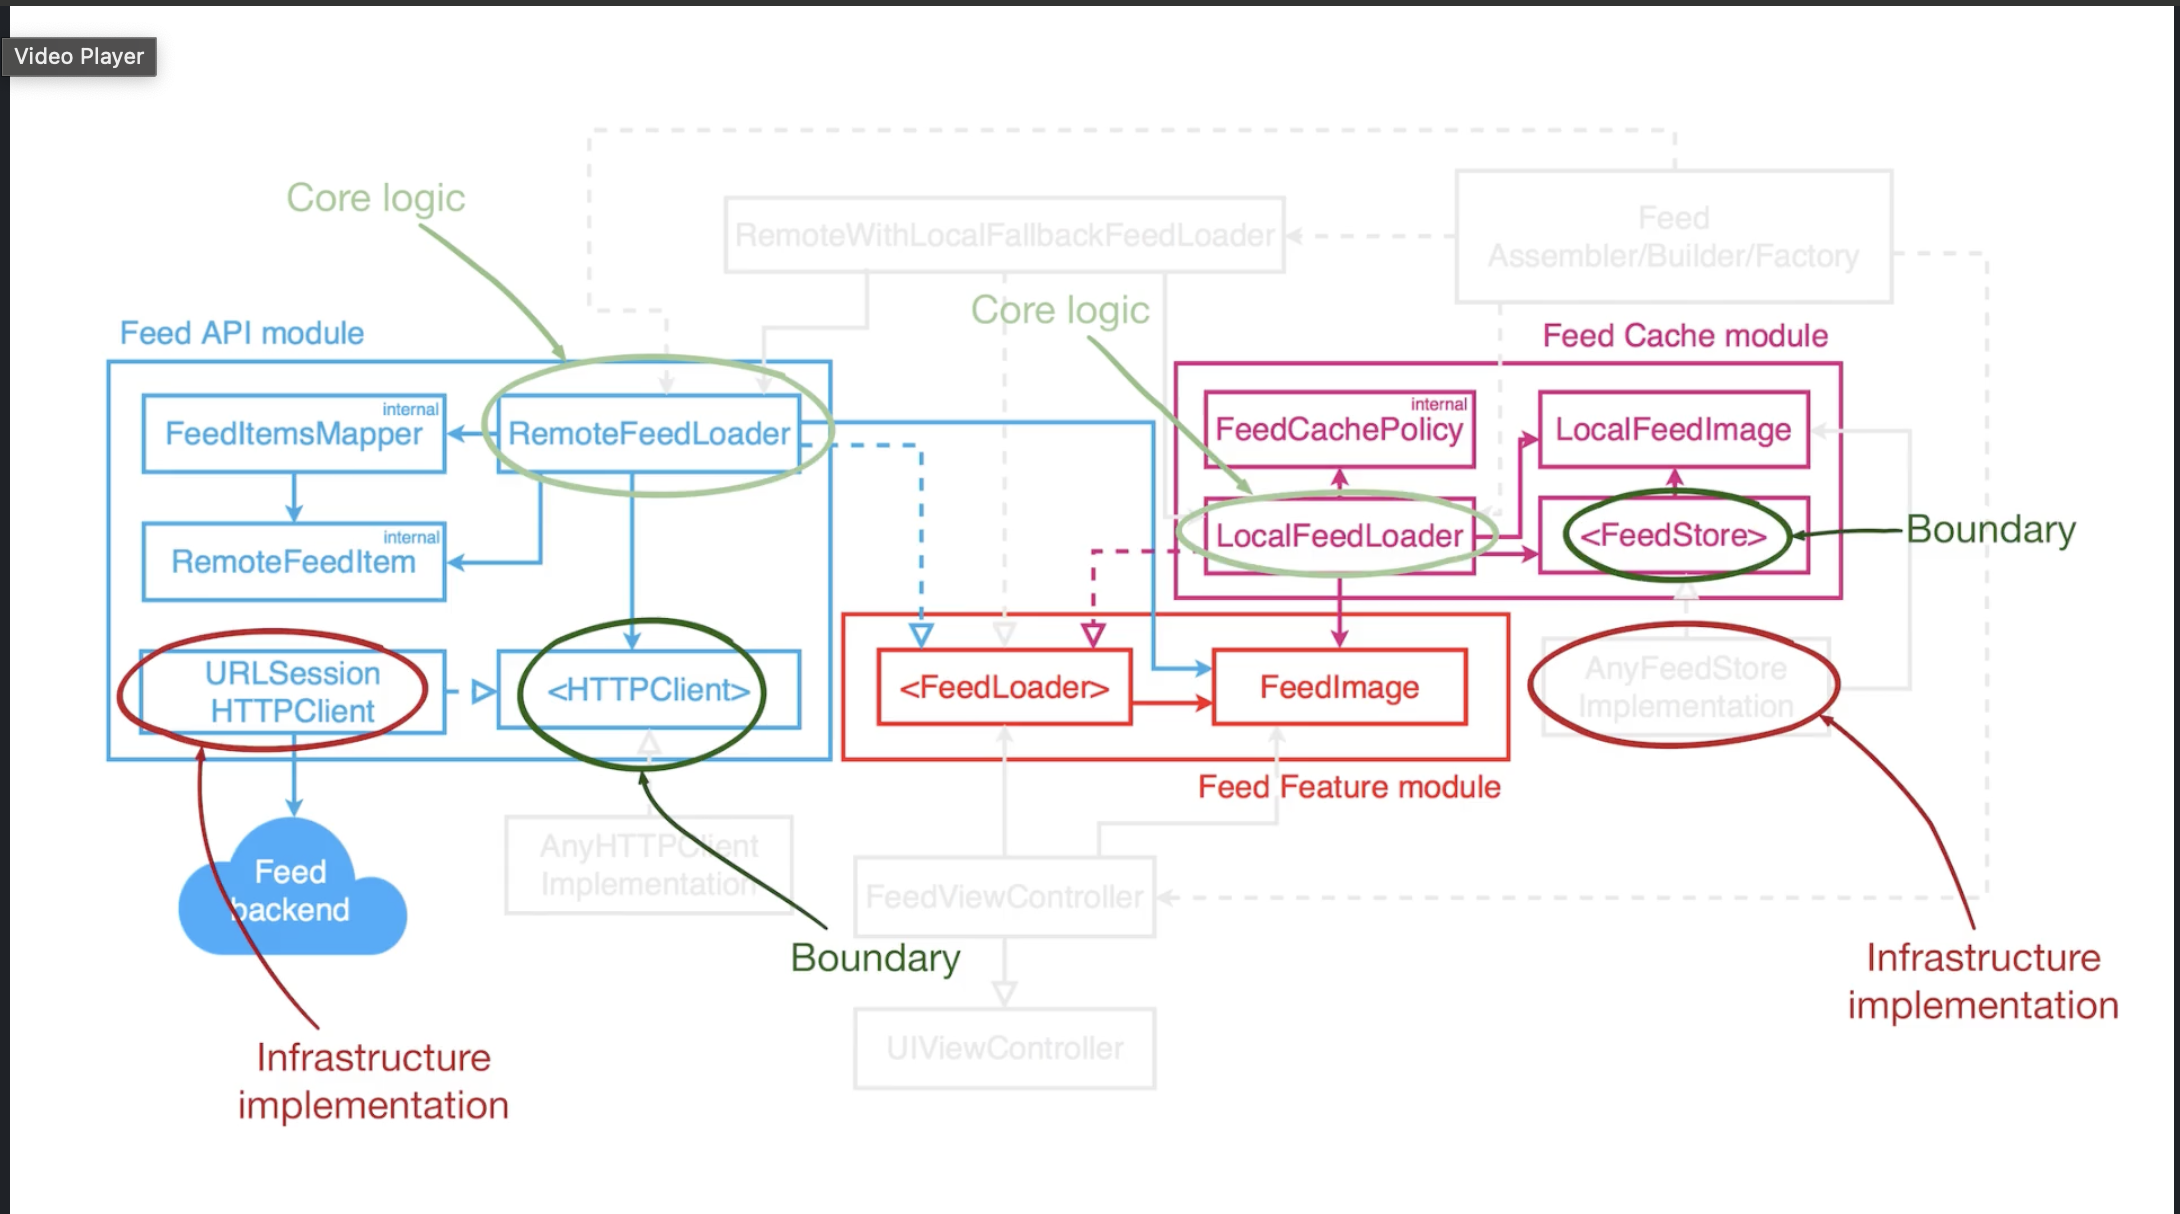 Video Player
Core logic
RemoteWithLocalFallbackFeedLoader
Feed
Assembler/Builder/Factory
Core logic
Feed API module
Feed Cache module
internal
FeedItemsMapper
RemoteFeedLoader
internal
FeedCachePolicy
LocalFeedImage
internal
RemoteFeedItem
LocalFeedLoader
<FeedStore>
Boundary
URLSession
HTTPClient
<HTTPClient>
<FeedLoader>
FeedImage
AnyFeedStore
Implementation
Feed Feature module
Feed
backend
AnyHTTPClient
Implementation
FeedViewController
Boundary
Infrastructure
implementation
UIViewController
Infrastructure
implementation